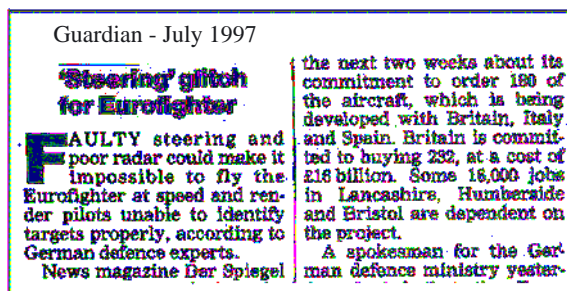 Guardian - July 1997
'Steering' glitch
for Eurofighter
FAULTY steering and
poor radar could make it
impossible to fly the
Eurofighter at speed and ren-
der pilots unable to identify
targets properly, according to
German defence experts.
News magazine Der Spiegel
the next two weeks about its
commitment to order 180 of
the aircraft, which is being
developed with Britain, Italy
and Spain. Britain is commit-
ted to buying 232, at a cost of
£16 billion. Some 16,000 jobs
in Lancashire, Humberside
and Bristol are dependent on
the project.
A spokesman for the Ger-
man defence ministry yester-